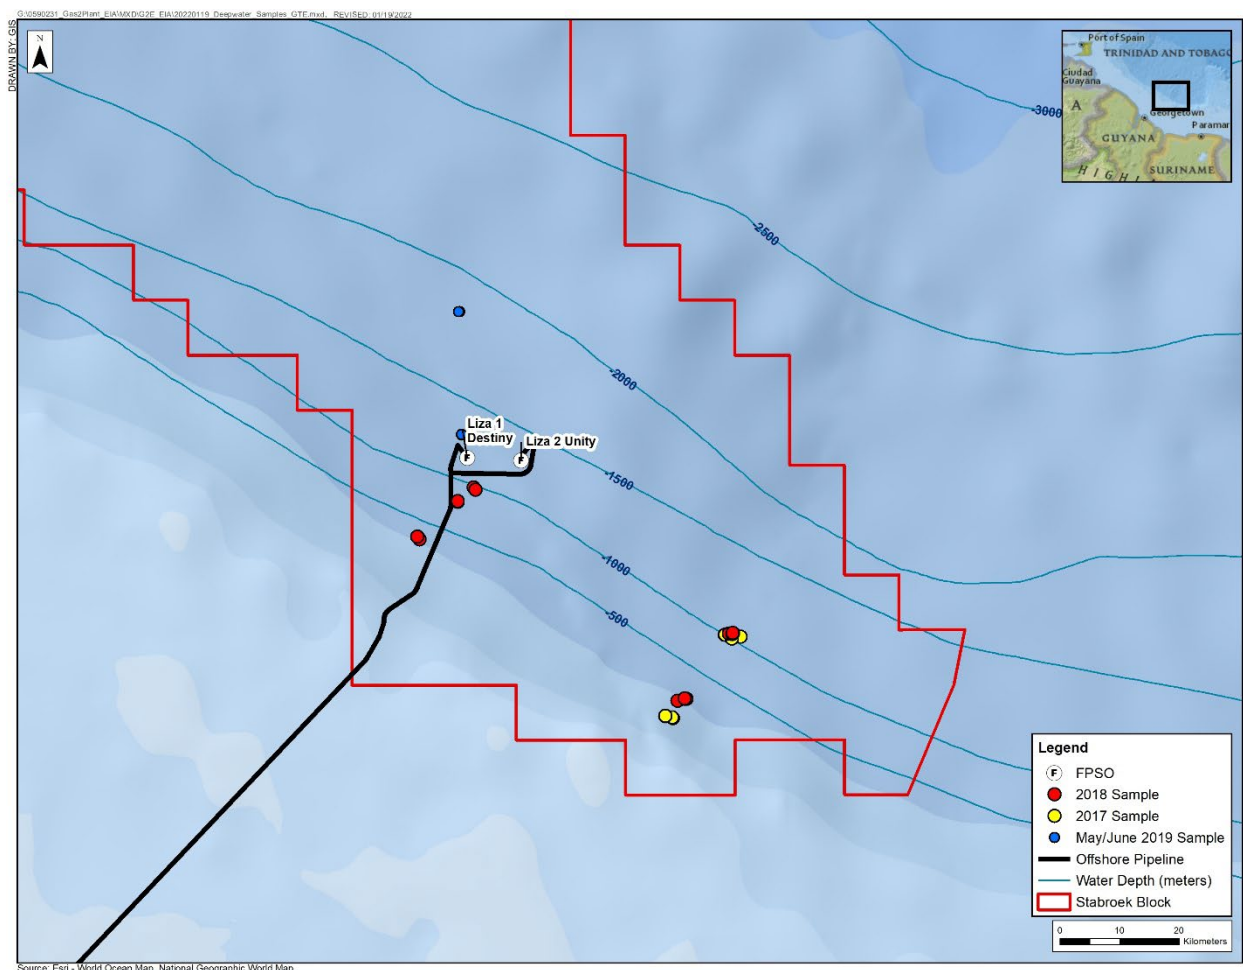 G:\0590231_Gas2Plant_EIA\MXD\G2E_EIA\20220119_Deepwater_Samples_GTE.mxd, REVISED: 01/19/2022
DRAWN BY: GIS
N
Port of Spain
TRINIDAD AND TOBAG
Ciudad
Guayana
A
Georgetown
Paramar
GUYANA
SURINAME
HIGHL
-3000
-2500
-2000
Liza 1
Destiny
Liza 2 Unity
F
F
-1500
-1000
-500
Legend
F FPSO
2018 Sample
2017 Sample
May/June 2019 Sample
Offshore Pipeline
Water Depth (meters)
Stabroek Block
0 10 20
Kilometers
Source: Esri - World Ocean Map, National Geographic World Map